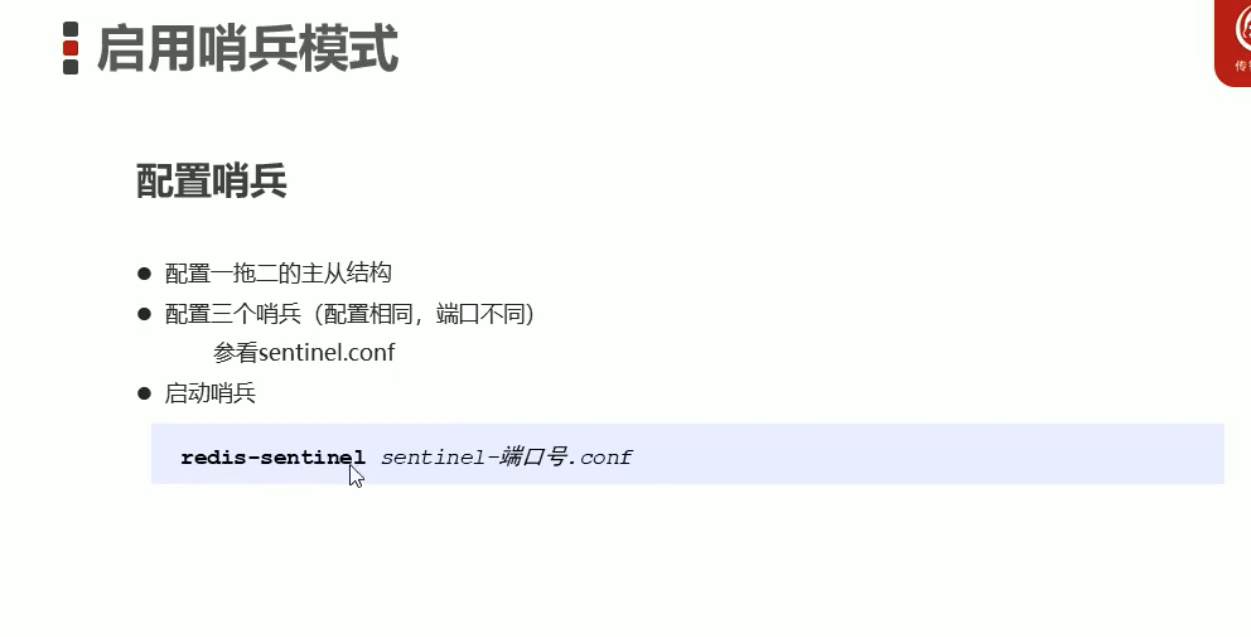 启用哨兵模式
配置哨兵
配置一拖二的主从结构
配置三个哨兵（配置相同，端口不同）
参看sentinel.conf
启动哨兵
redis-sentinel sentinel-端口号.conf